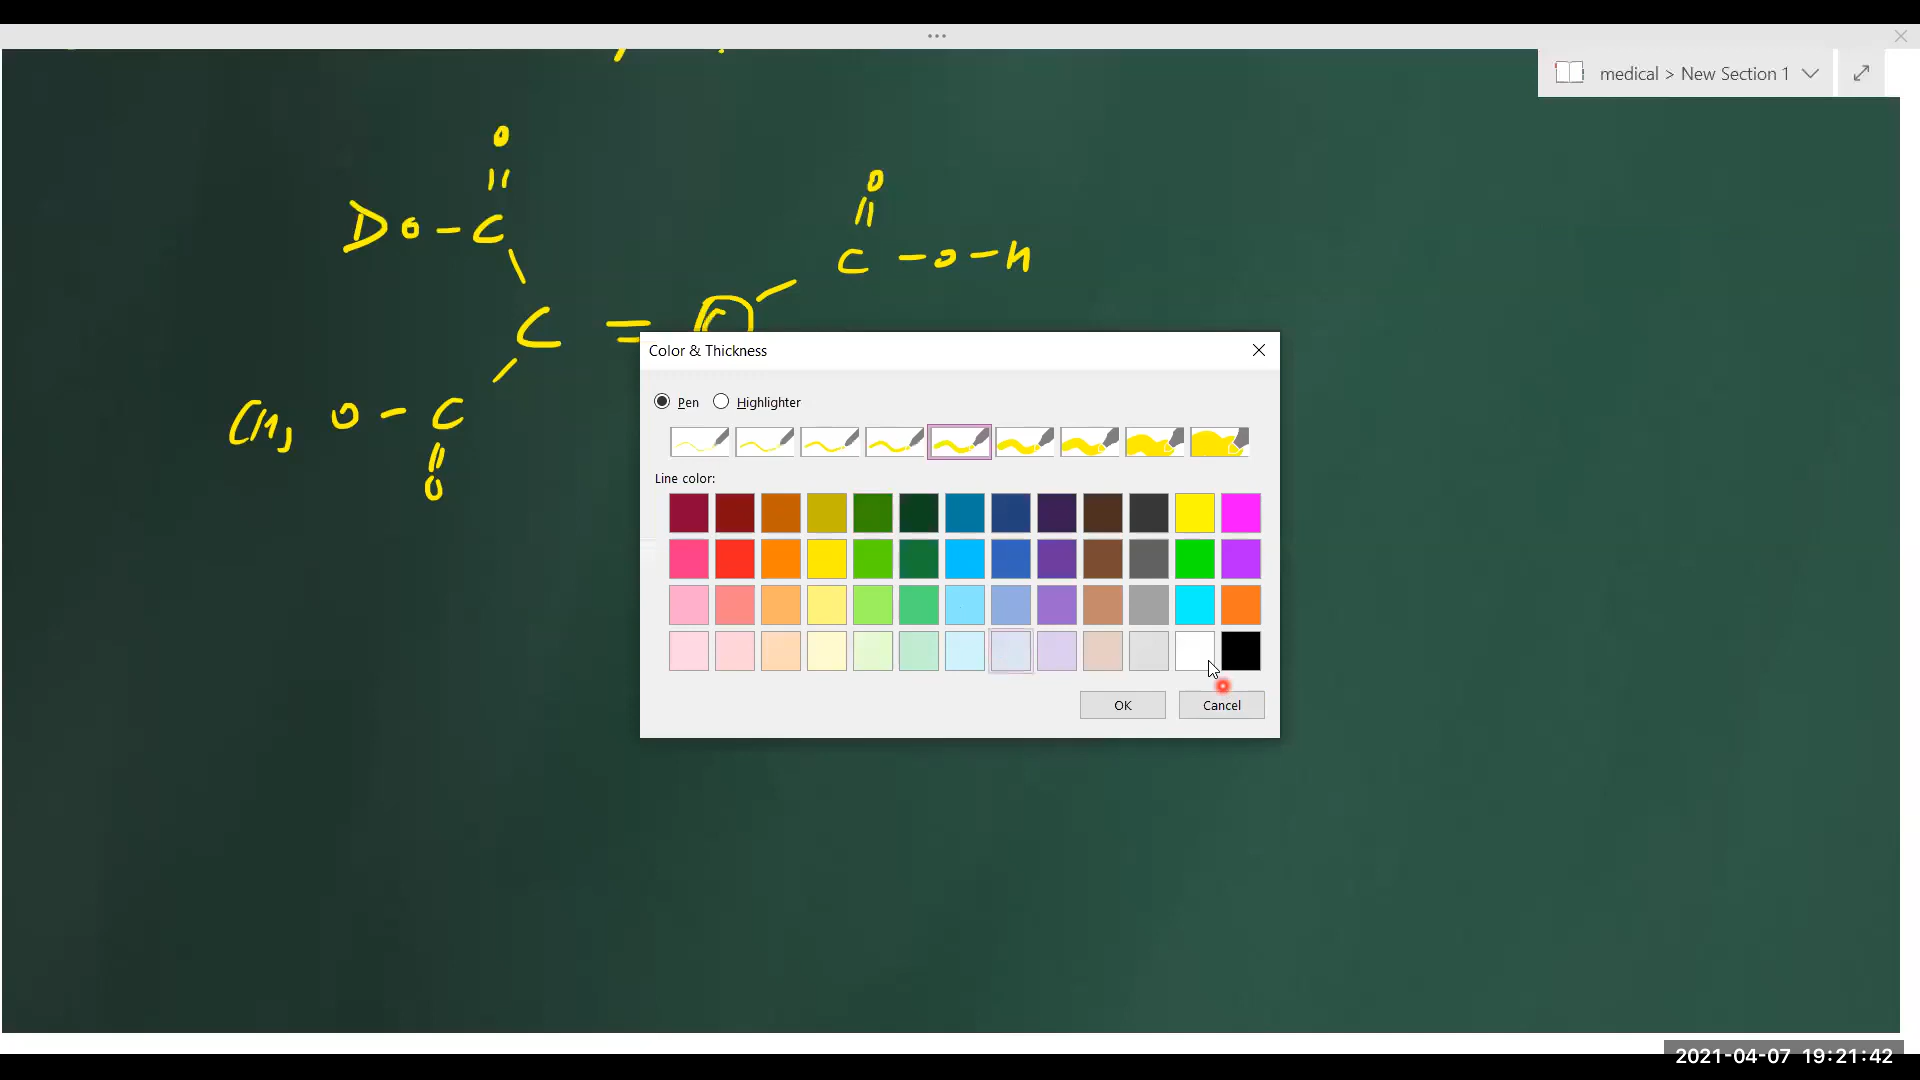 ...
medical > New Section 1
O
||
DO – C
O
||
C – O – H
C = C
CH3 O – C
||
O
Color & Thickness
Pen
Highlighter
Line color:
OK
Cancel
2021-04-07 19:21:42